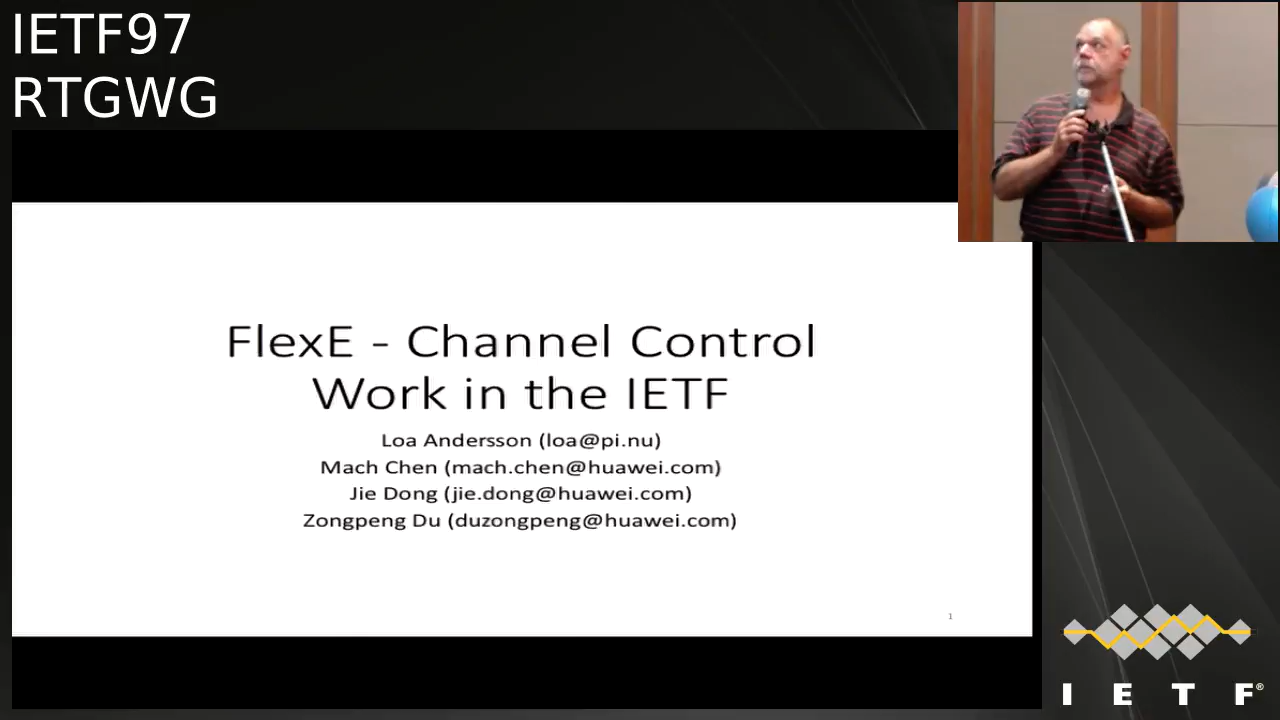 IETF97
RTGWG
FlexE - Channel Control
Work in the IETF
Loa Andersson (loa@pi.nu)
Mach Chen (mach.chen@huawei.com)
Jie Dong (jie.dong@huawei.com)
Zongpeng Du (duzongpeng@huawei.com)
1
I E T F®